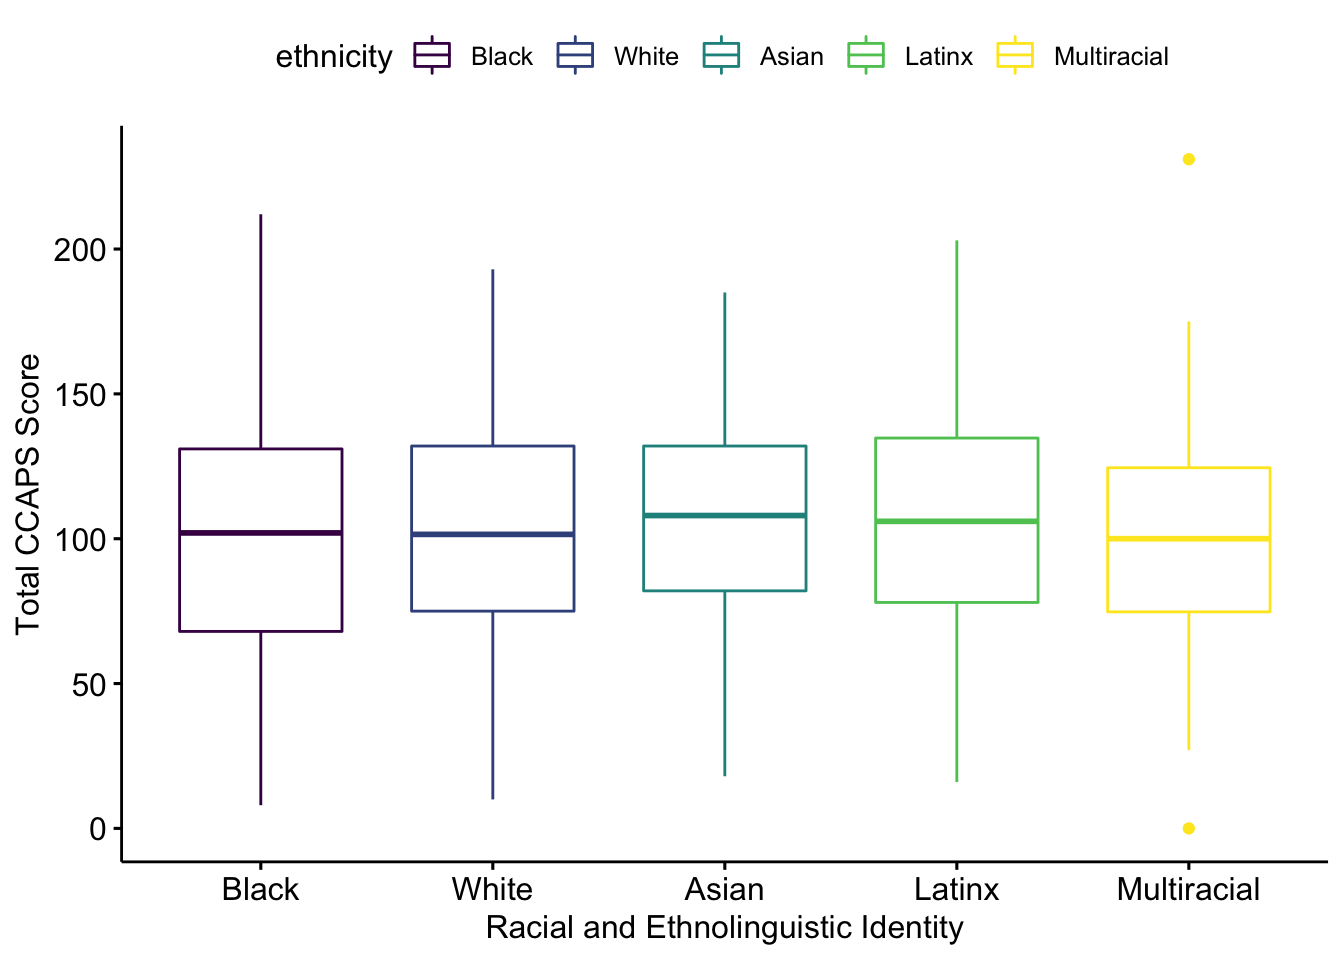 ethnicity Black White Asian Latinx Multiracial
Total CCAPS Score
200
150
100
50
0
Black White Asian Latinx Multiracial
Racial and Ethnolinguistic Identity